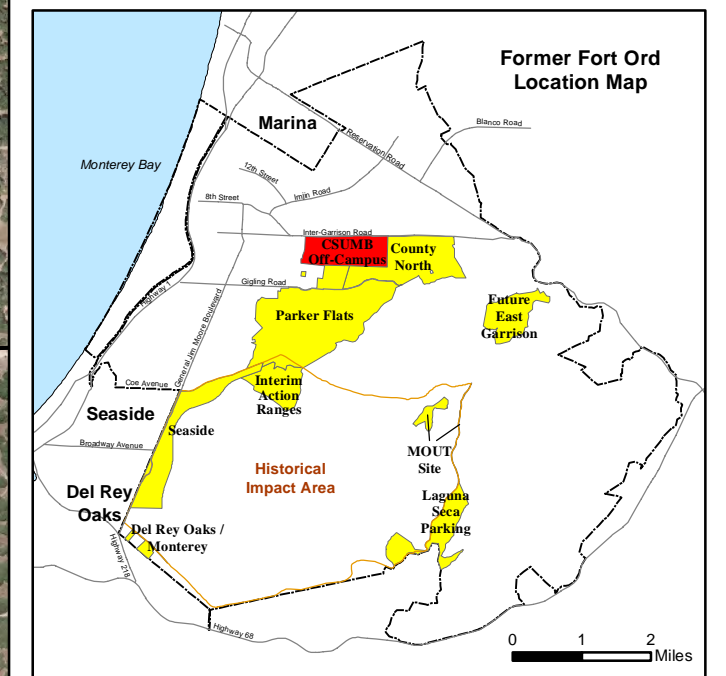 Former Fort Ord
Location Map
Marina
Blanco Road
Reservation Road
Monterey Bay
12th Street
Imjin Road
8th Street
Inter-Garrison Road
CSUMB
Off-Campus
County
North
Gigling Road
Highway 1
General Jim Moore Boulevard
Parker Flats
Future
East
Garrison
Coe Avenue
Interim
Action
Ranges
Seaside
Seaside
Broadway Avenue
MOUT
Site
Historical
Impact Area
Del Rey
Oaks
Laguna
Seca
Parking
Del Rey Oaks /
Monterey
Highway 218
Highway 68
0 1 2
Miles